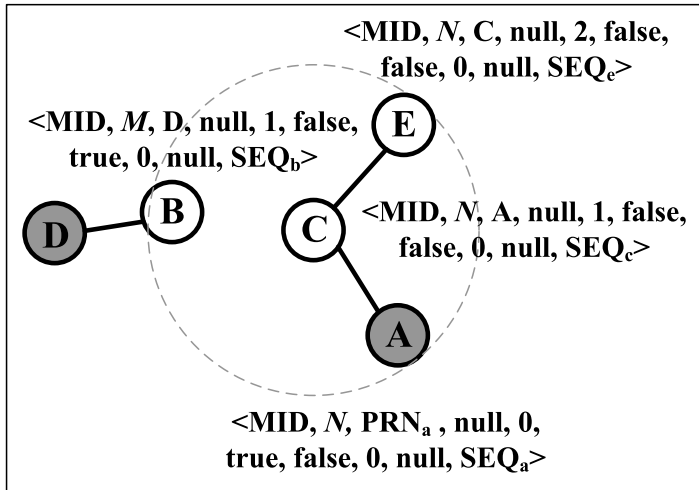 <MID, N, C, null, 2, false,
false, 0, null, SEQe>
<MID, M, D, null, 1, false,
true, 0, null, SEQb>
E
B
D
C
<MID, N, A, null, 1, false,
false, 0, null, SEQc>
A
<MID, N, PRNa , null, 0,
true, false, 0, null, SEQa>